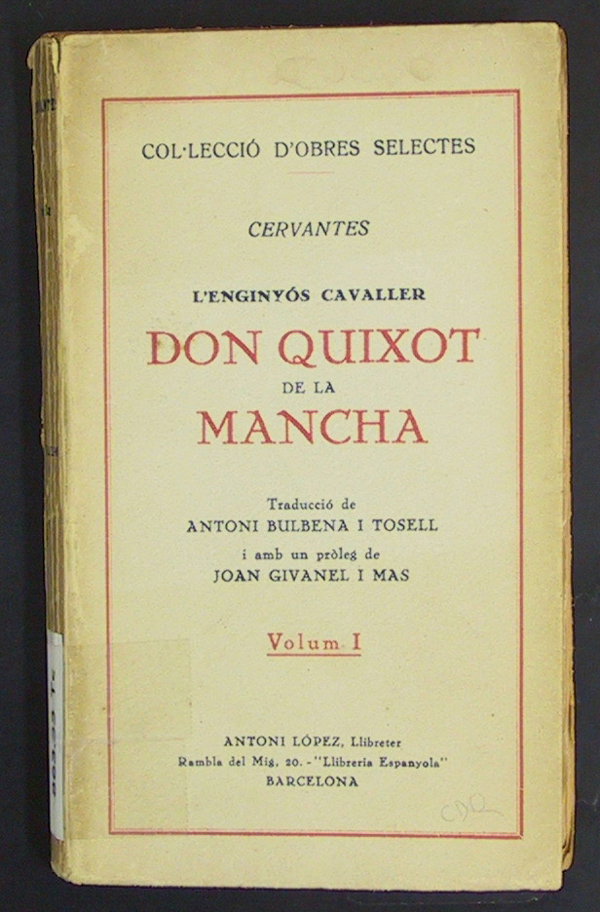 COL·LECCIÓ D'OBRES SELECTES
CERVANTES
L'ENGINYÓS CAVALLER
DON QUIXOT
DE LA
MANCHA
Traducció de
ANTONI BULBENA I TOSELL
i amb un pròleg de
JOAN GIVANEL I MAS
Volum I
ANTONI LÓPEZ, Llibreter
Rambla del Mig, 20. - "Llibreria Espanyola"
BARCELONA